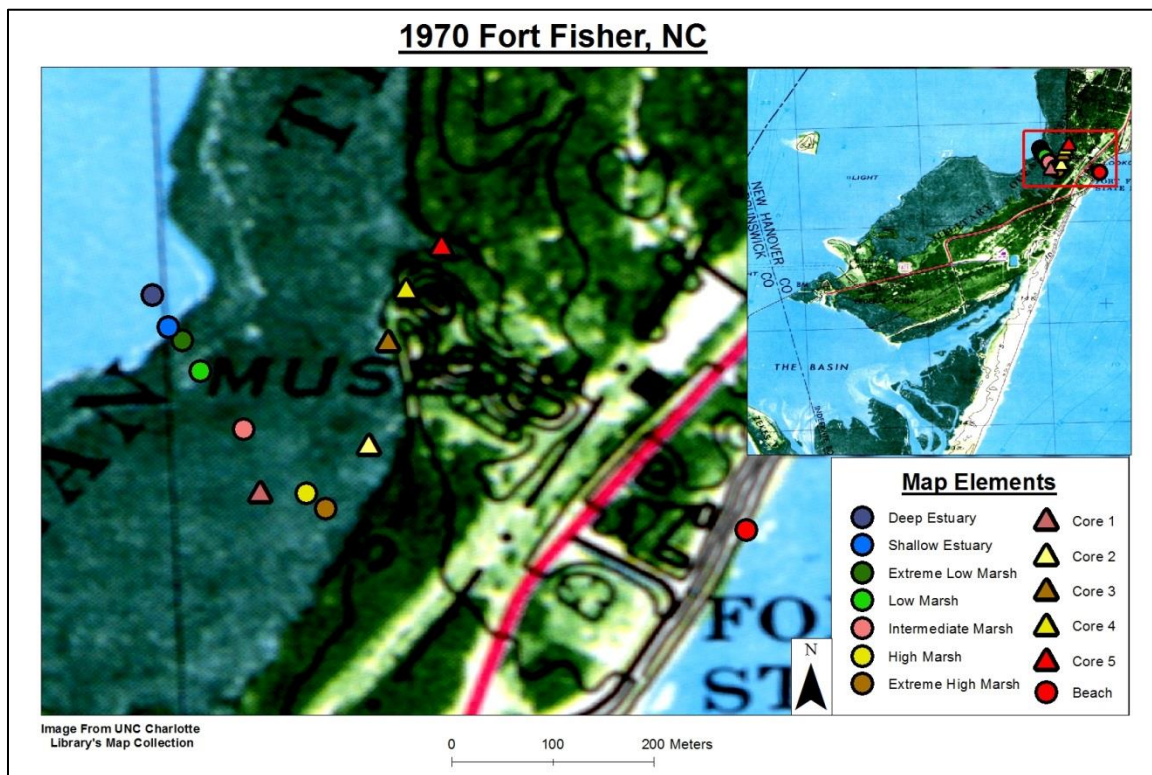 1970 Fort Fisher, NC
MUS
FO
ST
LIGHT
NEW HANOVER CO
BRUNSWICK CO
THE BASIN
STATE
Map Elements
Deep Estuary
Shallow Estuary
Extreme Low Marsh
Low Marsh
Intermediate Marsh
High Marsh
Extreme High Marsh
Core 1
Core 2
Core 3
Core 4
Core 5
Beach
N
Image From UNC Charlotte
Library's Map Collection
0 100 200 Meters